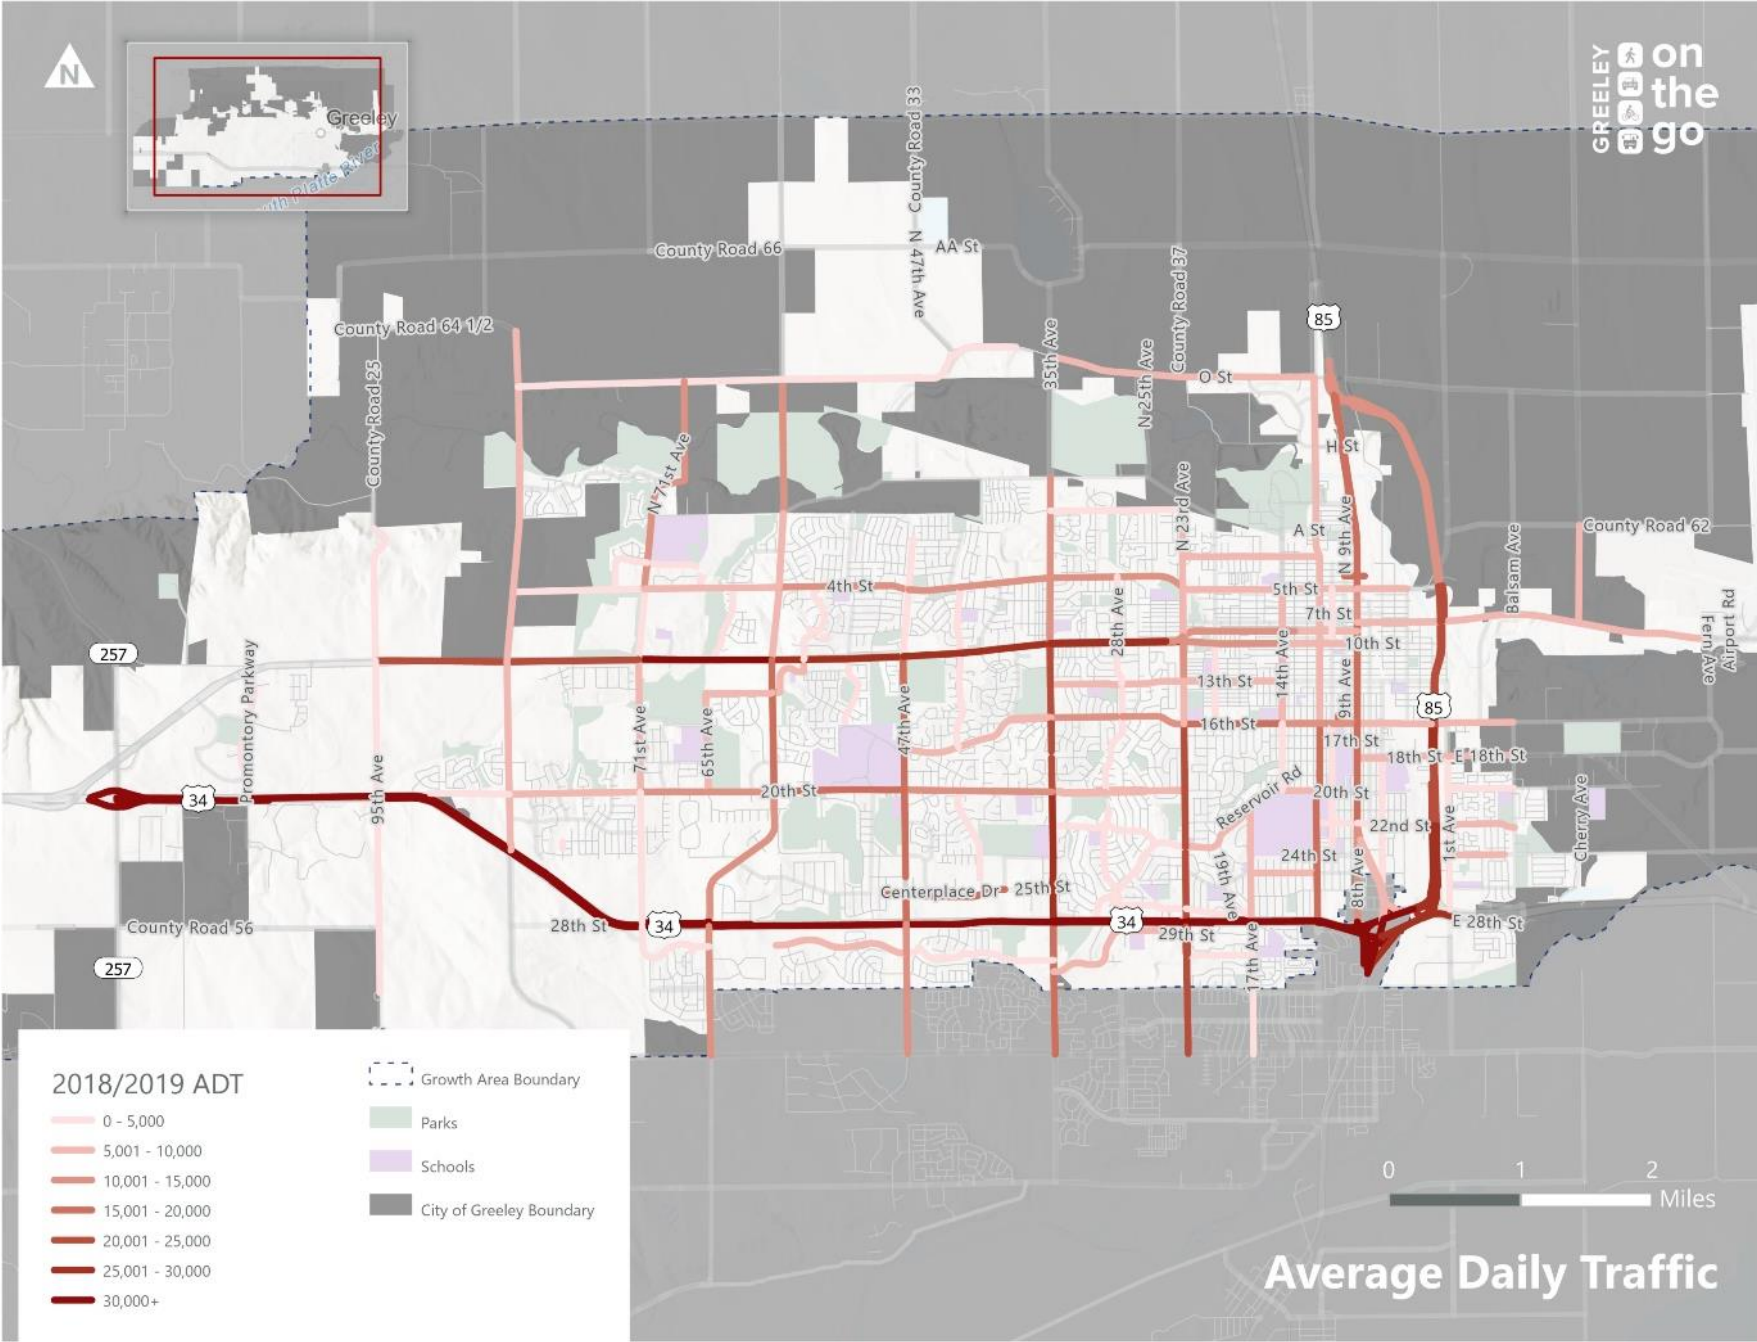 N
Greeley
uth Platte River
GREELEY
on
the
go
County Road 33
N 47th Ave
County Road 66
AA St
County Road 37
85
County Road 64 1/2
35th Ave
N 25th Ave
County Road 25
O St
H St
N 71st Ave
N 23rd Ave
N 9th Ave
A St
Balsam Ave
County Road 62
4th St
28th Ave
5th St
7th St
10th St
Fern Ave
Airport Rd
257
Promontory Parkway
14th Ave
9th Ave
13th St
47th Ave
71st Ave
65th Ave
16th St
85
17th St
18th St
E 18th St
95th Ave
34
20th St
Reservoir Rd
20th St
22nd St
1st Ave
Cherry Ave
24th St
19th Ave
8th Ave
Centerplace Dr
25th St
County Road 56
28th St
34
34
29th St
17th Ave
E 28th St
257
2018/2019 ADT
0 - 5,000
5,001 - 10,000
10,001 - 15,000
15,001 - 20,000
20,001 - 25,000
25,001 - 30,000
30,000+
Growth Area Boundary
Parks
Schools
City of Greeley Boundary
0 1 2
Miles
Average Daily Traffic